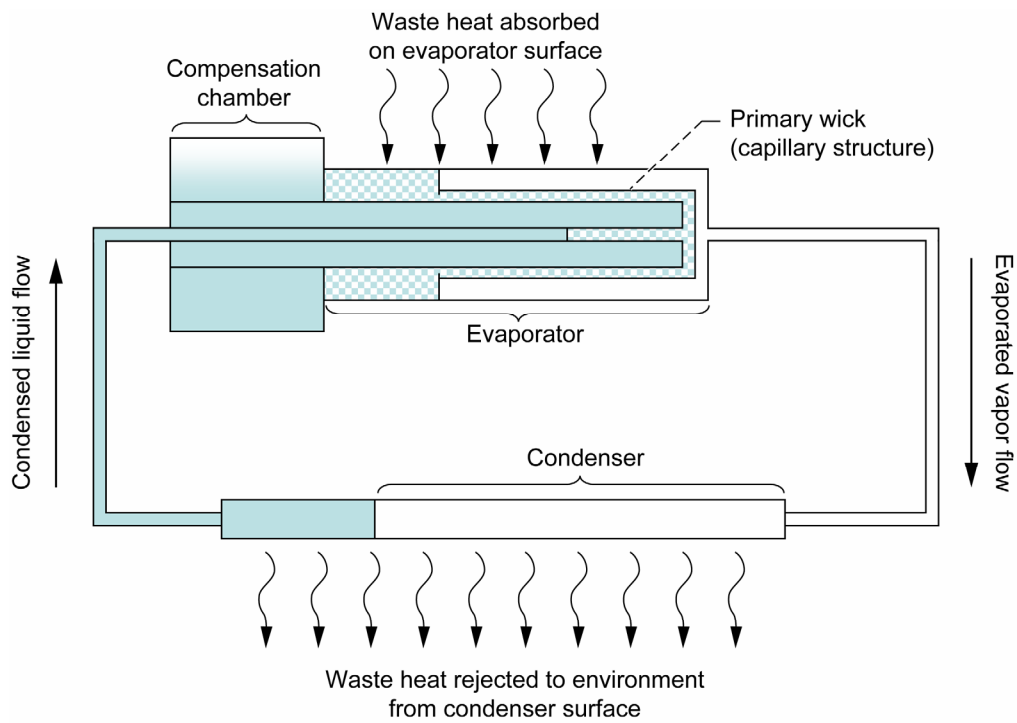 Waste heat absorbed
on evaporator surface
Compensation
chamber
Primary wick
(capillary structure)
Evaporator
Condensed liquid flow
Evaporated vapor flow
Condenser
Waste heat rejected to environment
from condenser surface